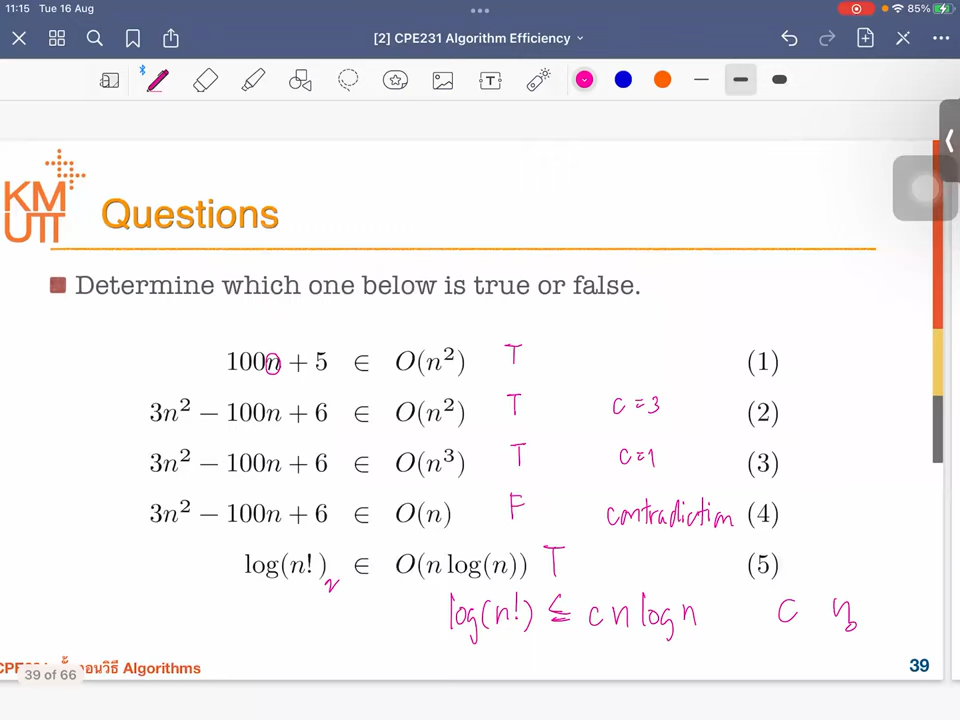 11:15 Tue 16 Aug
85%
[2] CPE231 Algorithm Efficiency
T
KM
UTT
Questions
Determine which one below is true or false.
100n + 5 ∈ O(n²) T (1)
3n² − 100n + 6 ∈ O(n²) T c = 3 (2)
3n² − 100n + 6 ∈ O(n³) T c = 1 (3)
3n² − 100n + 6 ∈ O(n) F contradiction (4)
log(n!) ∈ O(n log(n)) T (5)
log(n!) ≤ c n log n c n₀
39 of 66
Algorithms
39